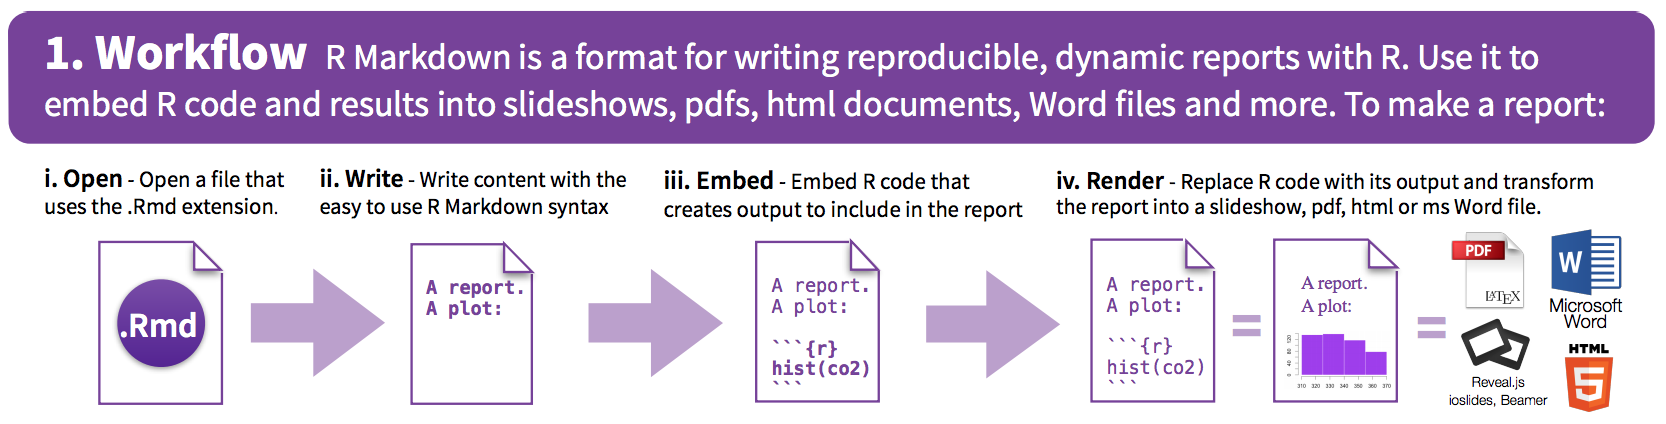 1. Workflow R Markdown is a format for writing reproducible, dynamic reports with R. Use it to
embed R code and results into slideshows, pdfs, html documents, Word files and more. To make a report:
i. Open - Open a file that
uses the .Rmd extension.
ii. Write - Write content with the
easy to use R Markdown syntax
iii. Embed - Embed R code that
creates output to include in the report
iv. Render - Replace R code with its output and transform
the report into a slideshow, pdf, html or ms Word file.
.Rmd
A report.
A plot:
A report.
A plot:
```{r}
hist(co2)
```
A report.
A plot:
```{r}
hist(co2)
```
A report.
A plot:
0 40 80 120
310 320 330 340 350 360 370
PDF
LATEX
W
Microsoft
Word
Reveal.js
ioslides, Beamer
HTML
5